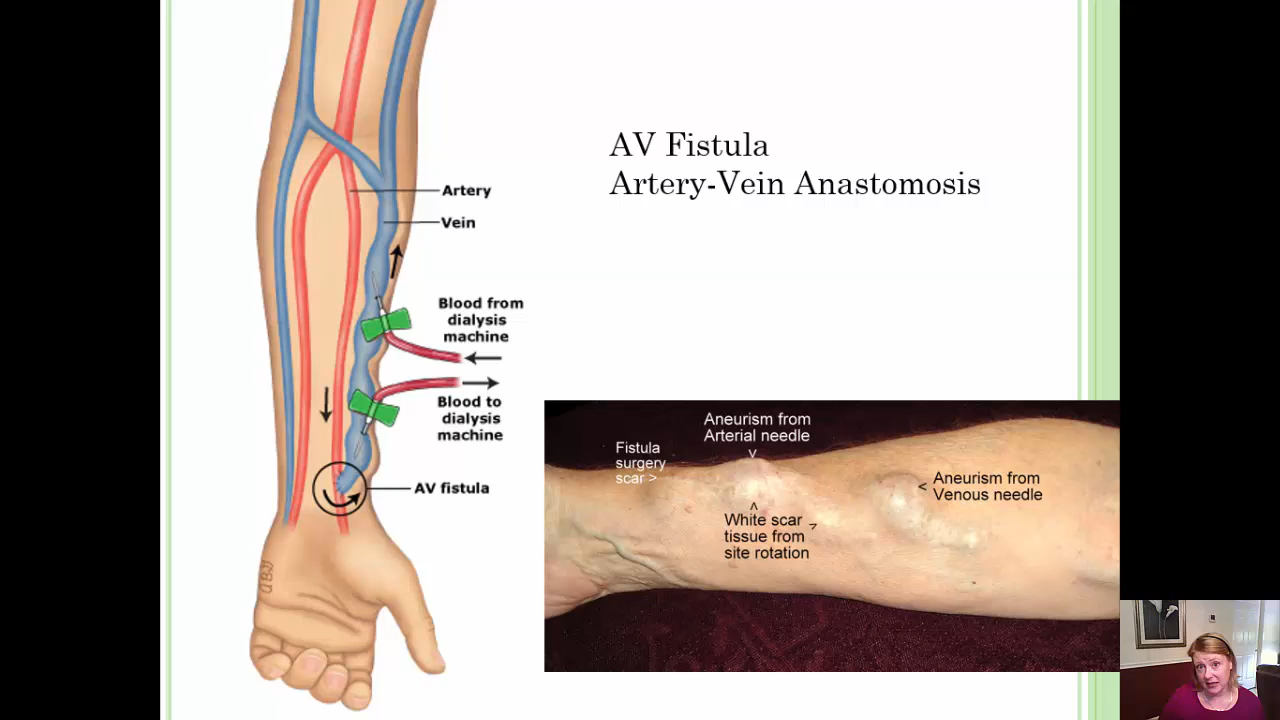 AV Fistula
Artery-Vein Anastomosis
Artery
Vein
Blood from
dialysis
machine
Blood to
dialysis
machine
AV fistula
Aneurism from
Arterial needle
Fistula
surgery
scar >
White scar
tissue from
site rotation
Aneurism from
Venous needle